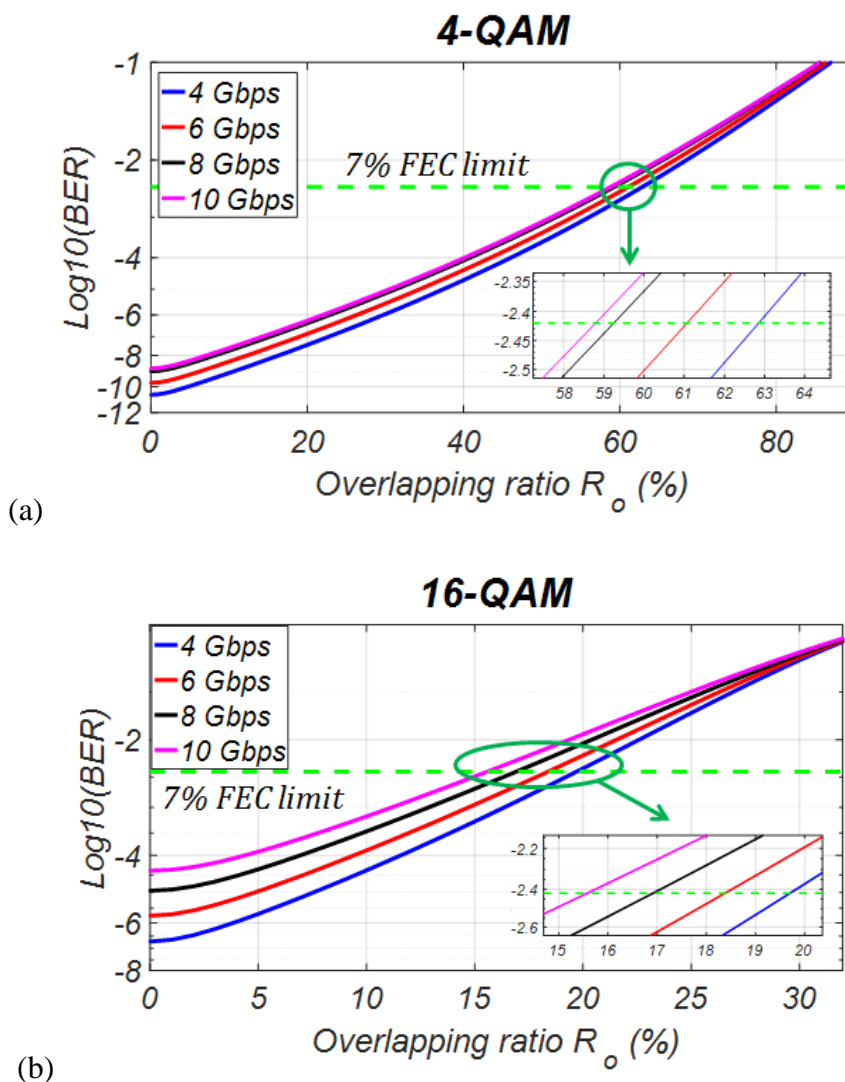 4-QAM
-1
4 Gbps
6 Gbps
8 Gbps
10 Gbps
7% FEC limit
-2
-4
-6
-8
-10
-12
Log10(BER)
-2.35
-2.4
-2.45
-2.5
58 59 60 61 62 63 64
0 20 40 60 80
Overlapping ratio R o (%)
(a)
16-QAM
4 Gbps
6 Gbps
8 Gbps
10 Gbps
-2
7% FEC limit
-4
-6
-8
Log10(BER)
-2.2
-2.4
-2.6
15 16 17 18 19 20
0 5 10 15 20 25 30
Overlapping ratio R o (%)
(b)